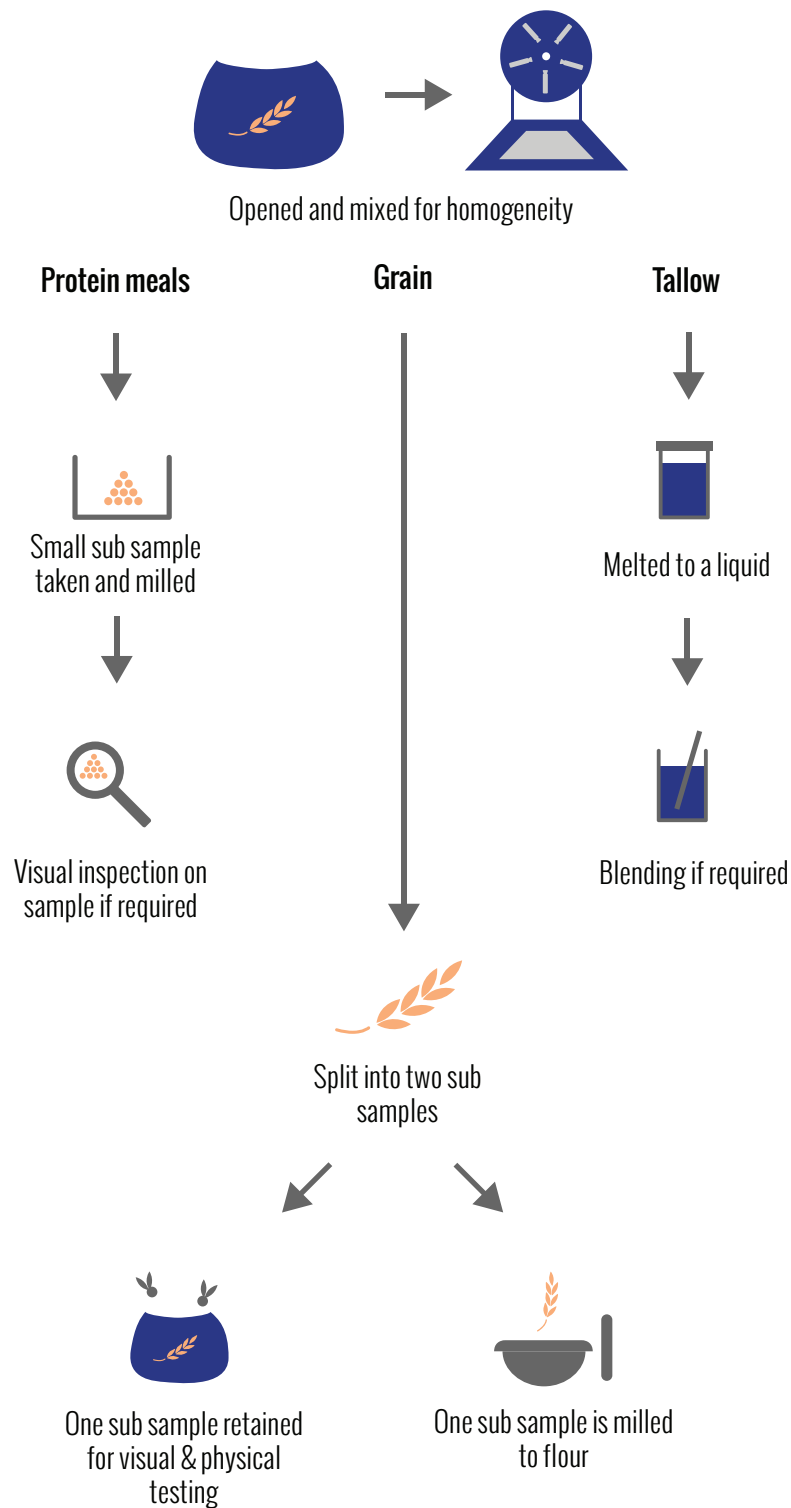 Opened and mixed for homogeneity
Protein meals
Grain
Tallow
Small sub sample
taken and milled
Melted to a liquid
Visual inspection on
sample if required
Blending if required
Split into two sub
samples
One sub sample retained
for visual & physical
testing
One sub sample is milled
to flour